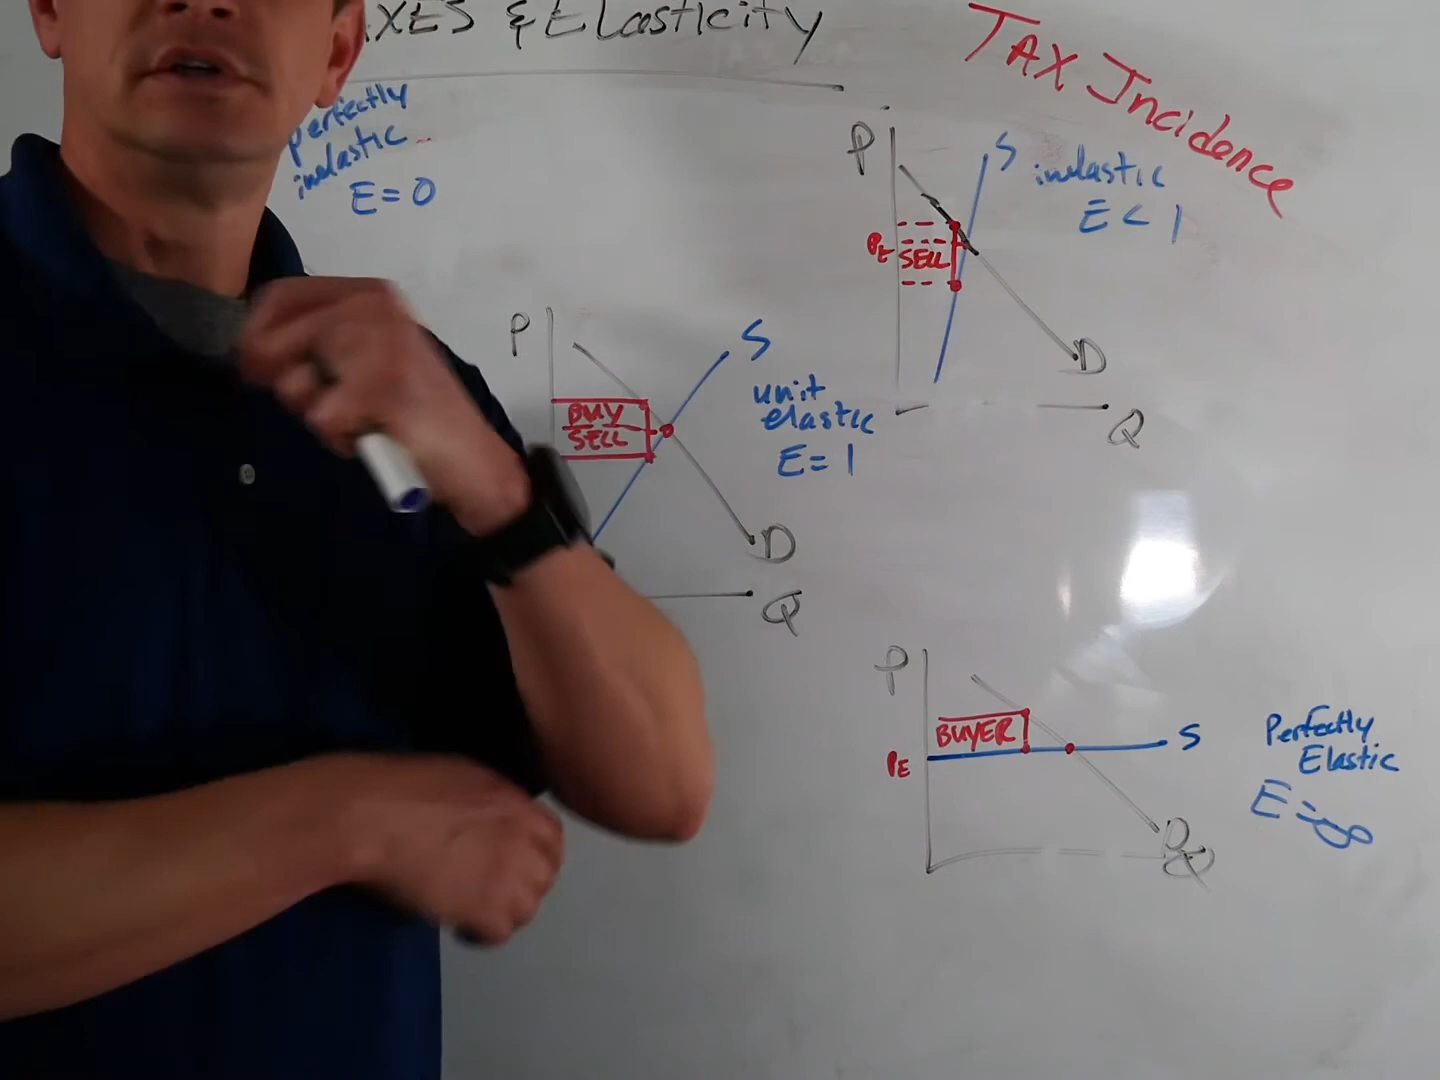 AXES & Elasticity
TAX Incidence
Perfectly
inelastic
E = 0
P
S
inelastic
E < 1
PE
SELL
D
Q
P
S
unit
elastic
E = 1
BUY
SELL
D
Q
P
BUYER
PE
S
Perfectly
Elastic
E = ∞
D
Q